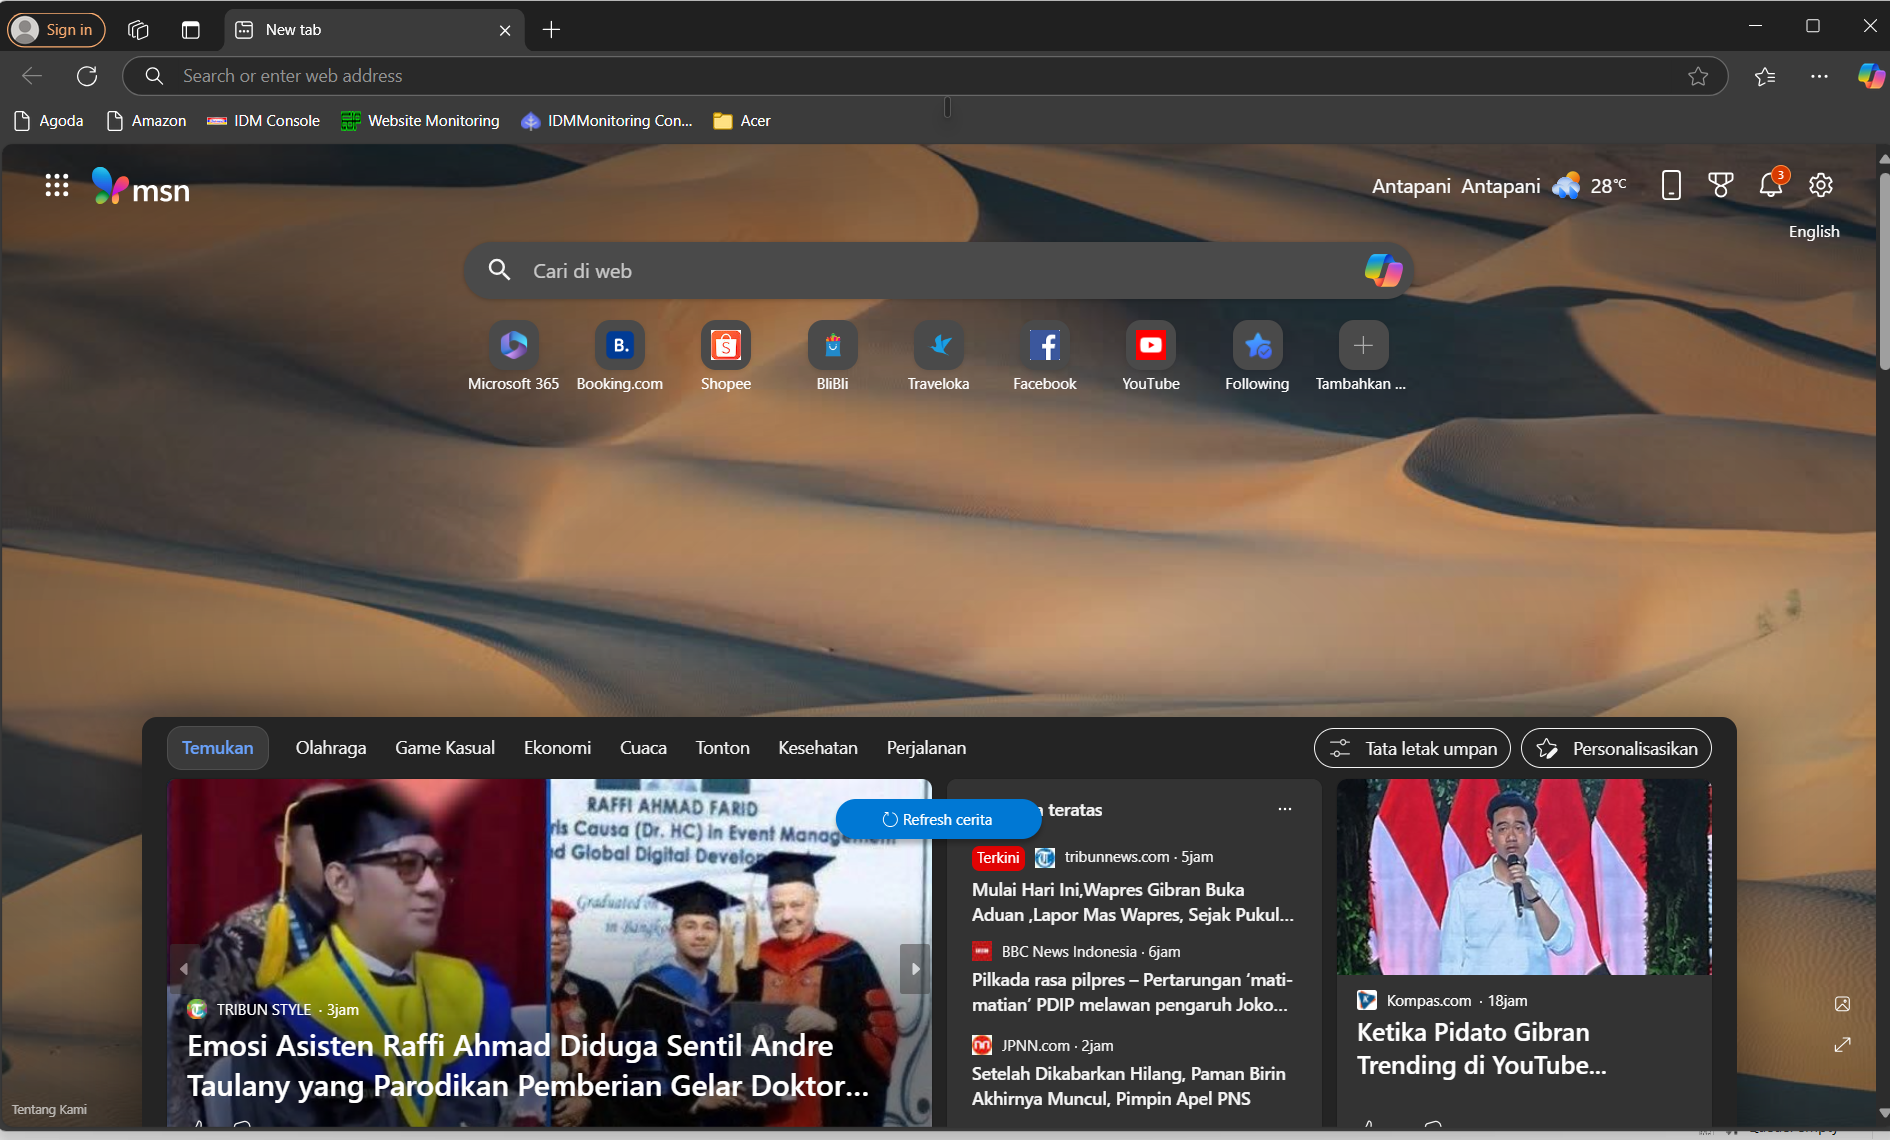 Sign in
New tab
Search or enter web address
Agoda
Amazon
IDM Console
Website Monitoring
IDMMonitoring Con...
Acer
msn
Antapani Antapani 28°C
3
English
Cari di web
Microsoft 365
B.
Booking.com
Shopee
BliBli
Traveloka
Facebook
YouTube
Following
Tambahkan ...
Temukan
Olahraga
Game Kasual
Ekonomi
Cuaca
Tonton
Kesehatan
Perjalanan
Tata letak umpan
Personalisasikan
RAFFI AHMAD FARID
Causa (Dr. HC) in Event
Global Digital
Graduated
in
Refresh cerita
teratas
...
Terkini
tribunnews.com · 5jam
Mulai Hari Ini,Wapres Gibran Buka
Aduan ,Lapor Mas Wapres, Sejak Pukul...
BBC News Indonesia · 6jam
Pilkada rasa pilpres – Pertarungan ‘mati-
matian’ PDIP melawan pengaruh Joko...
JPNN.com · 2jam
Setelah Dikabarkan Hilang, Paman Birin
Akhirnya Muncul, Pimpin Apel PNS
TRIBUN STYLE · 3jam
Emosi Asisten Raffi Ahmad Diduga Sentil Andre
Taulany yang Parodikan Pemberian Gelar Doktor...
Kompas.com · 18jam
Ketika Pidato Gibran
Trending di YouTube...
Tentang Kami